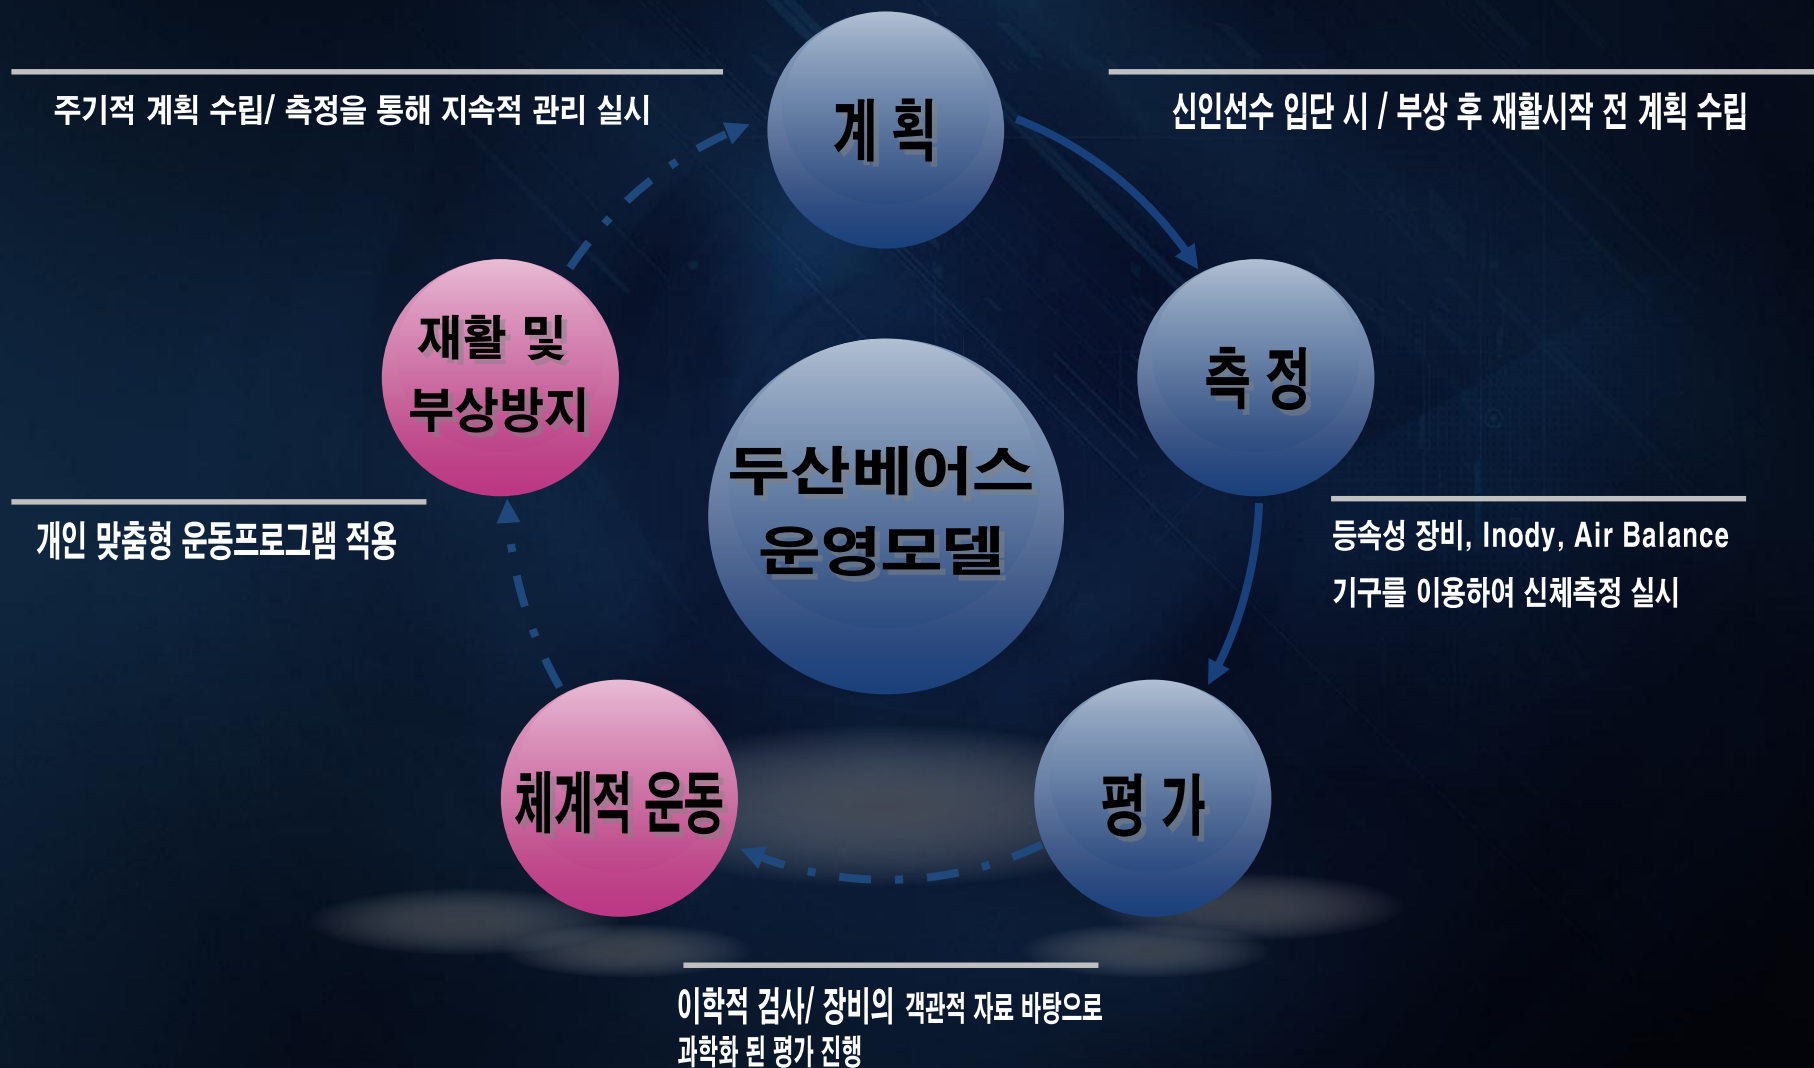 계 획
주기적 계획 수립/ 측정을 통해 지속적 관리 실시
신인선수 입단 시 / 부상 후 재활시작 전 계획 수립
재활 및
부상방지
측 정
두산베어스
운영모델
개인 맞춤형 운동프로그램 적용
등속성 장비, Inody, Air Balance
기구를 이용하여 신체측정 실시
체계적 운동
평 가
이학적 검사/ 장비의 객관적 자료 바탕으로
과학화 된 평가 진행